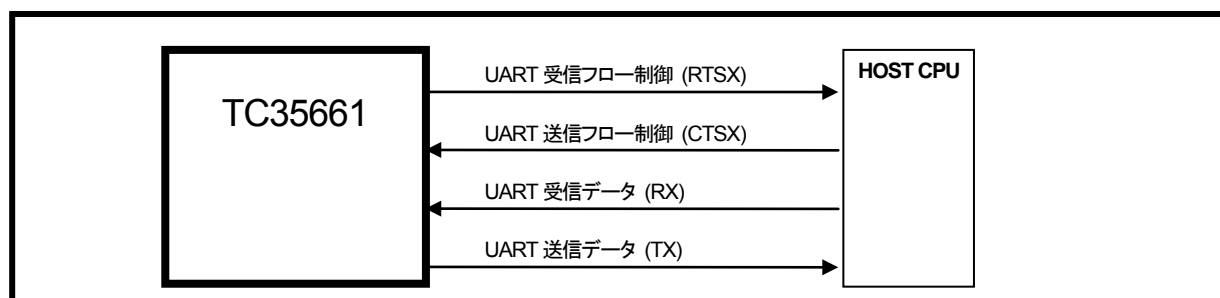 TC35661
UART 受信フロー制御 (RTSX)
UART 送信フロー制御 (CTSX)
UART 受信データ (RX)
UART 送信データ (TX)
HOST CPU